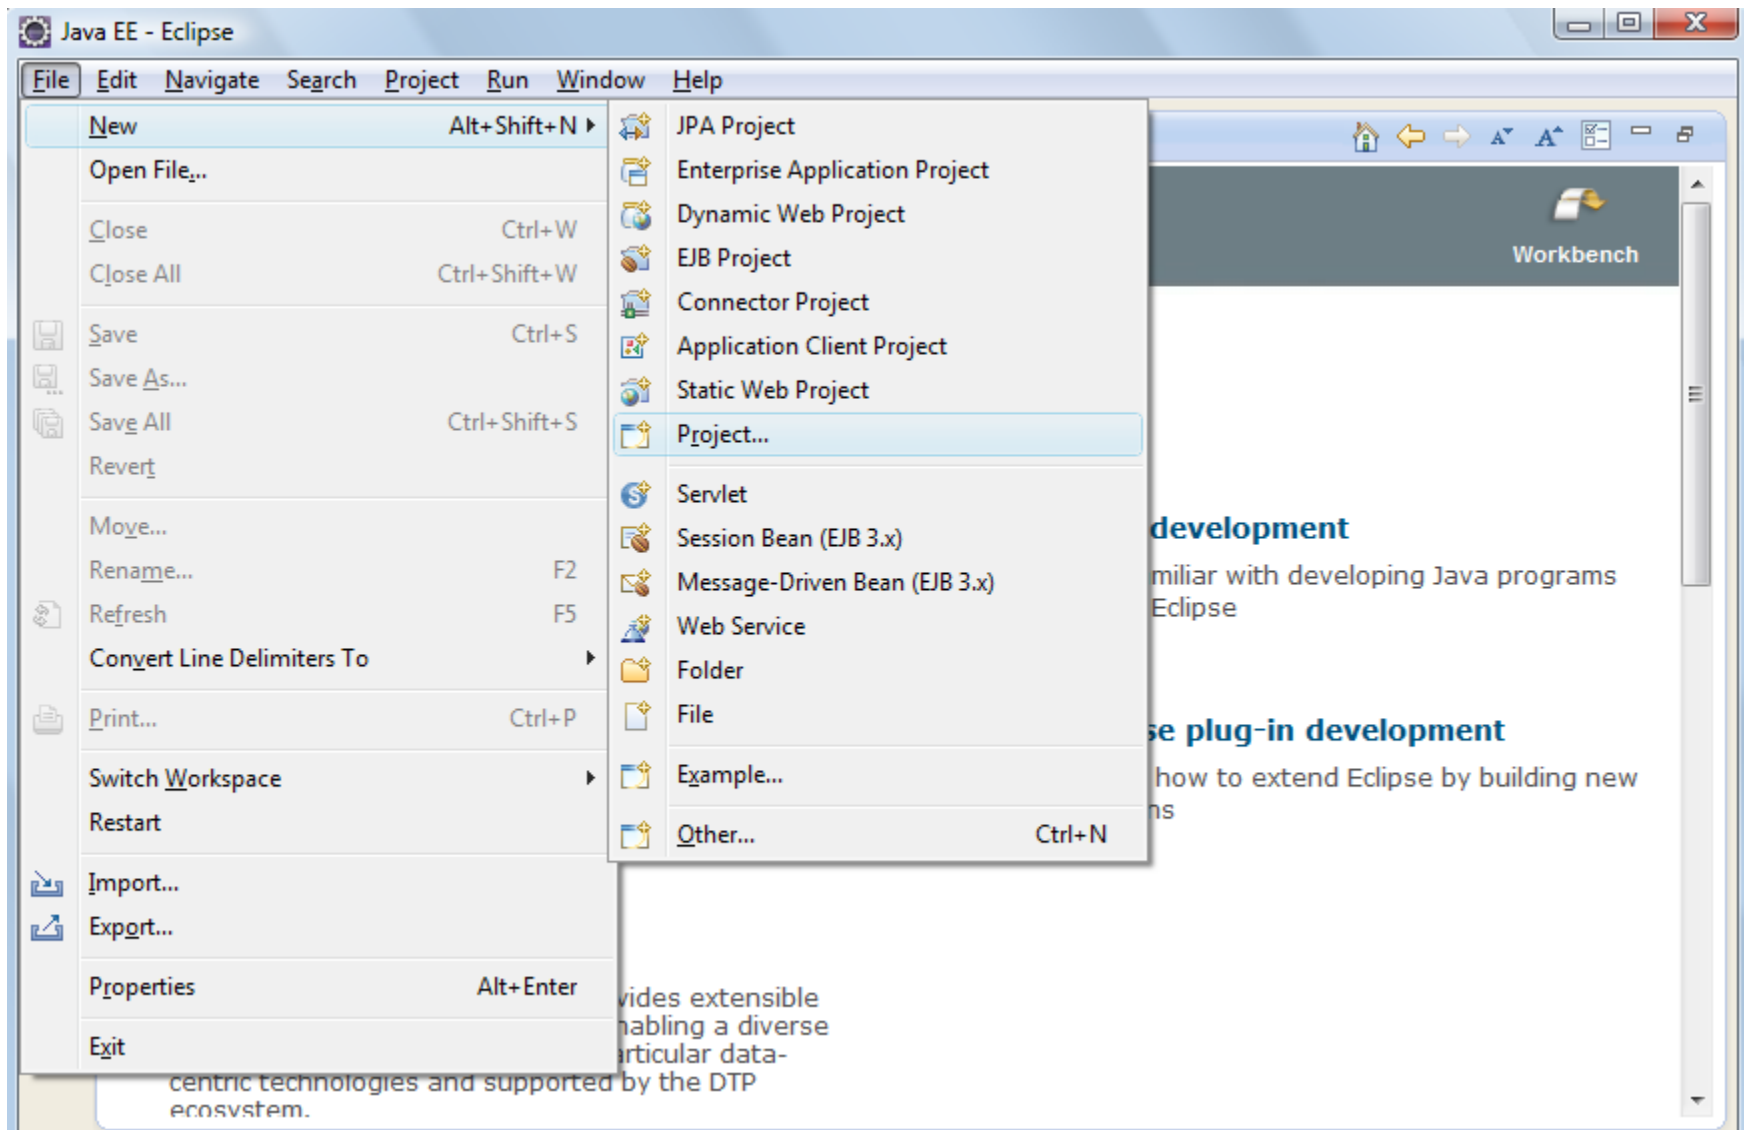 Java EE - Eclipse
File Edit Navigate Search Project Run Window Help
New Alt+Shift+N
Open File...
Close Ctrl+W
Close All Ctrl+Shift+W
Save Ctrl+S
Save As...
Save All Ctrl+Shift+S
Revert
Move...
Rename... F2
Refresh F5
Convert Line Delimiters To
Print... Ctrl+P
Switch Workspace
Restart
Import...
Export...
Properties Alt+Enter
Exit
JPA Project
Enterprise Application Project
Dynamic Web Project
EJB Project
Connector Project
Application Client Project
Static Web Project
Project...
Servlet
Session Bean (EJB 3.x)
Message-Driven Bean (EJB 3.x)
Web Service
Folder
File
Example...
Other... Ctrl+N
Workbench
development
miliar with developing Java programs
Eclipse
se plug-in development
how to extend Eclipse by building new
ns
vides extensible
nabling a diverse
articular data-
centric technologies and supported by the DTP
ecosystem.